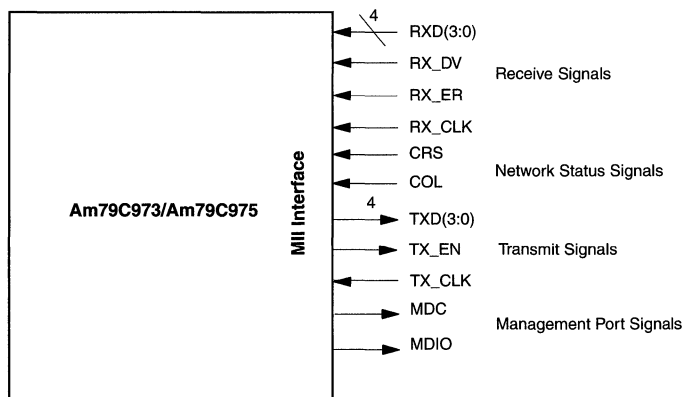 4
RXD(3:0)
RX_DV
Receive Signals
RX_ER
RX_CLK
CRS
Network Status Signals
COL
Am79C973/Am79C975
MII Interface
4
TXD(3:0)
TX_EN
Transmit Signals
TX_CLK
MDC
Management Port Signals
MDIO